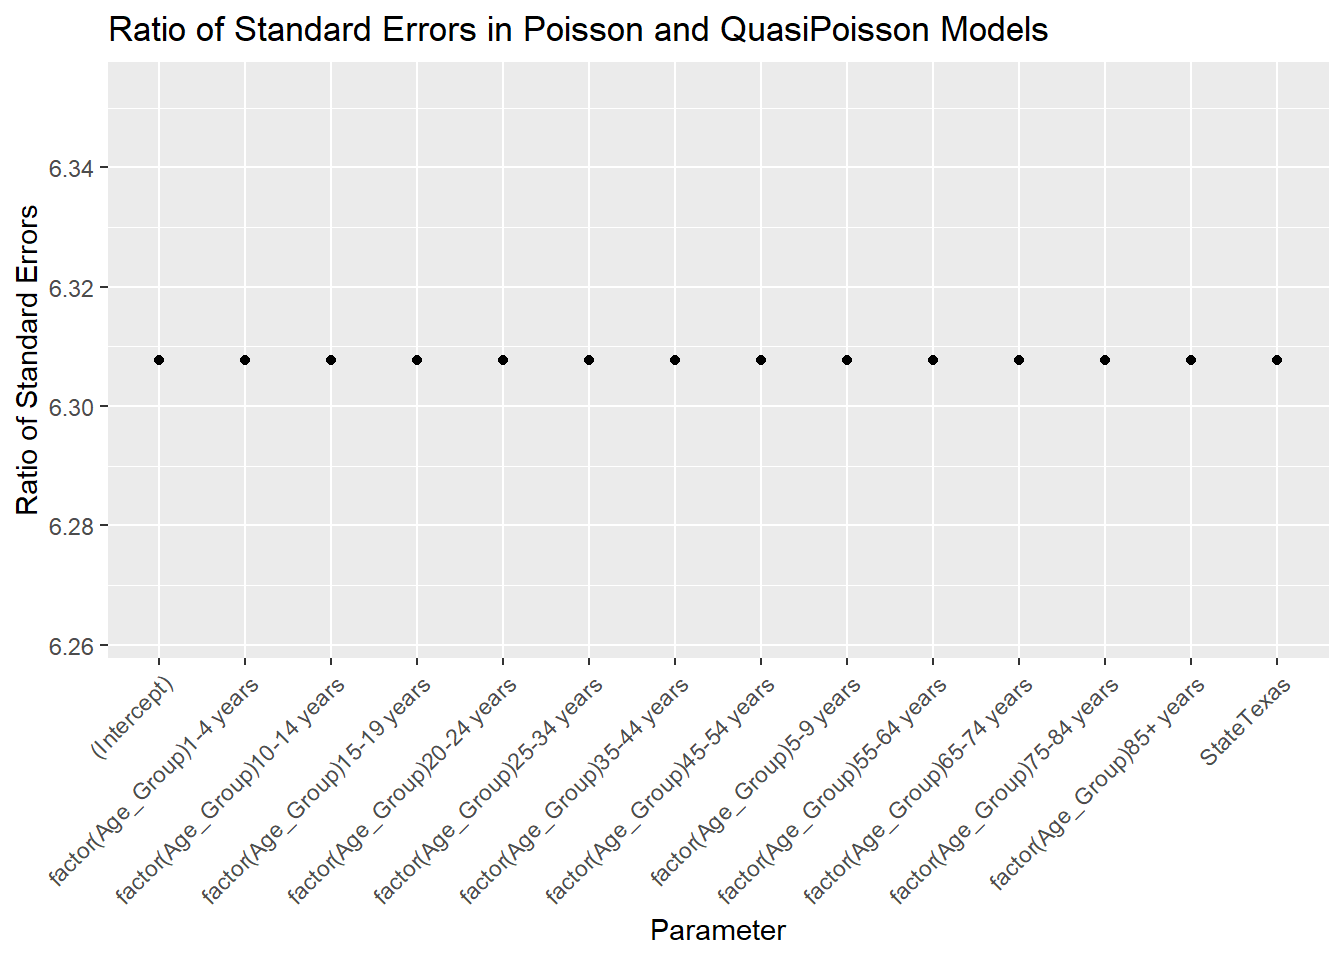 Ratio of Standard Errors in Poisson and QuasiPoisson Models
Ratio of Standard Errors
6.34
6.32
6.30
6.28
6.26
(Intercept)
factor(Age_Group)1-4 years
factor(Age_Group)10-14 years
factor(Age_Group)15-19 years
factor(Age_Group)20-24 years
factor(Age_Group)25-34 years
factor(Age_Group)35-44 years
factor(Age_Group)45-54 years
factor(Age_Group)5-9 years
factor(Age_Group)55-64 years
factor(Age_Group)65-74 years
factor(Age_Group)75-84 years
factor(Age_Group)85+ years
StateTexas
Parameter